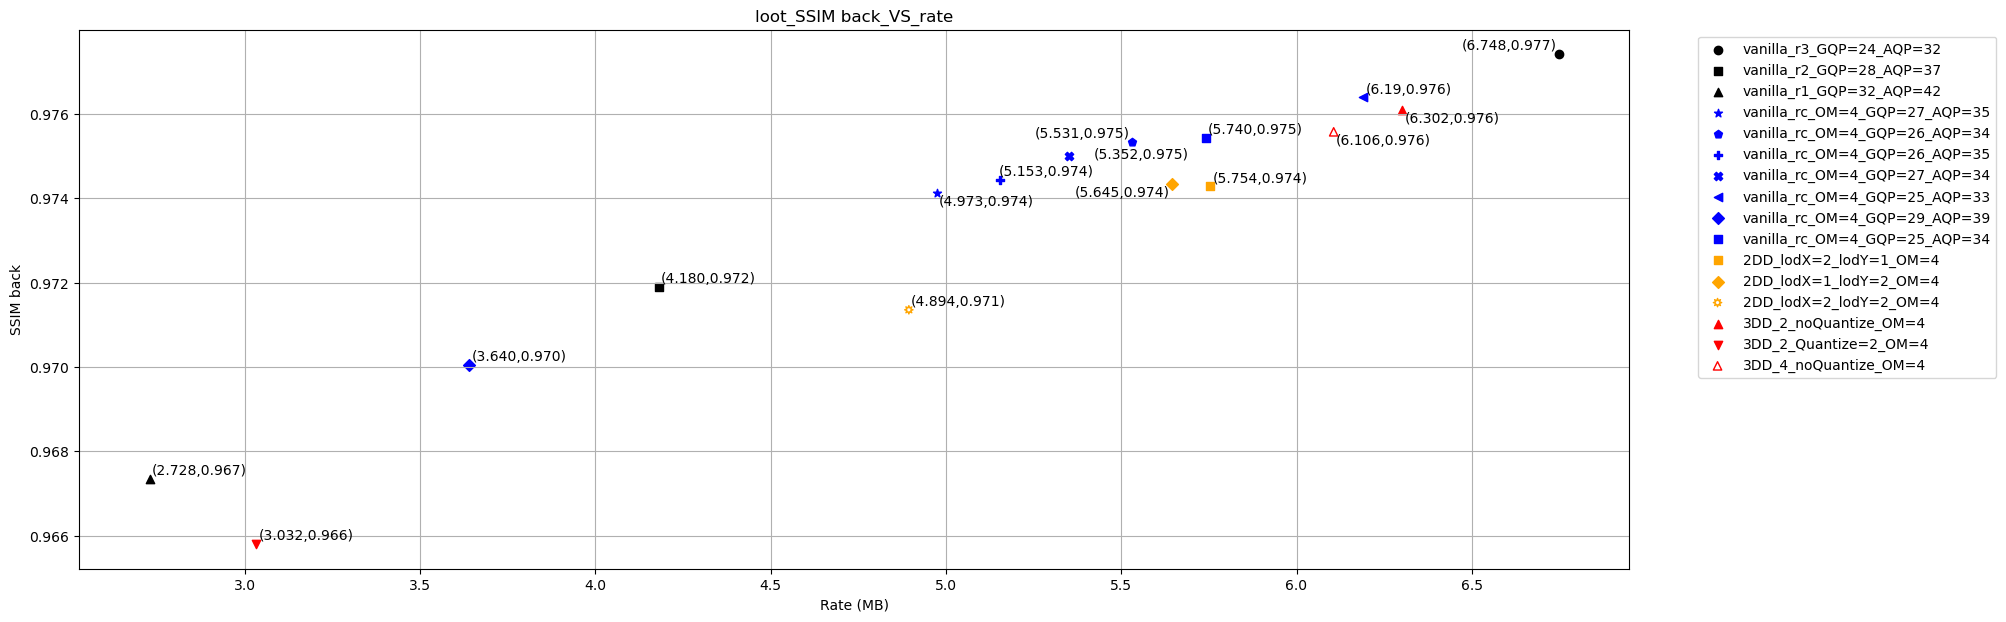 loot_SSIM back_VS_rate
SSIM back
0.976
0.974
0.972
0.970
0.968
0.966
(6.748,0.977)
(6.19,0.976)
(6.302,0.976)
(6.106,0.976)
(5.531,0.975)
(5.740,0.975)
(5.352,0.975)
(5.153,0.974)
(5.754,0.974)
(5.645,0.974)
(4.973,0.974)
(4.180,0.972)
(4.894,0.971)
(3.640,0.970)
(2.728,0.967)
(3.032,0.966)
3.0
3.5
4.0
4.5
5.0
5.5
6.0
6.5
Rate (MB)
vanilla_r3_GQP=24_AQP=32
vanilla_r2_GQP=28_AQP=37
vanilla_r1_GQP=32_AQP=42
vanilla_rc_OM=4_GQP=27_AQP=35
vanilla_rc_OM=4_GQP=26_AQP=34
vanilla_rc_OM=4_GQP=26_AQP=35
vanilla_rc_OM=4_GQP=27_AQP=34
vanilla_rc_OM=4_GQP=25_AQP=33
vanilla_rc_OM=4_GQP=29_AQP=39
vanilla_rc_OM=4_GQP=25_AQP=34
2DD_lodX=2_lodY=1_OM=4
2DD_lodX=1_lodY=2_OM=4
2DD_lodX=2_lodY=2_OM=4
3DD_2_noQuantize_OM=4
3DD_2_Quantize=2_OM=4
3DD_4_noQuantize_OM=4